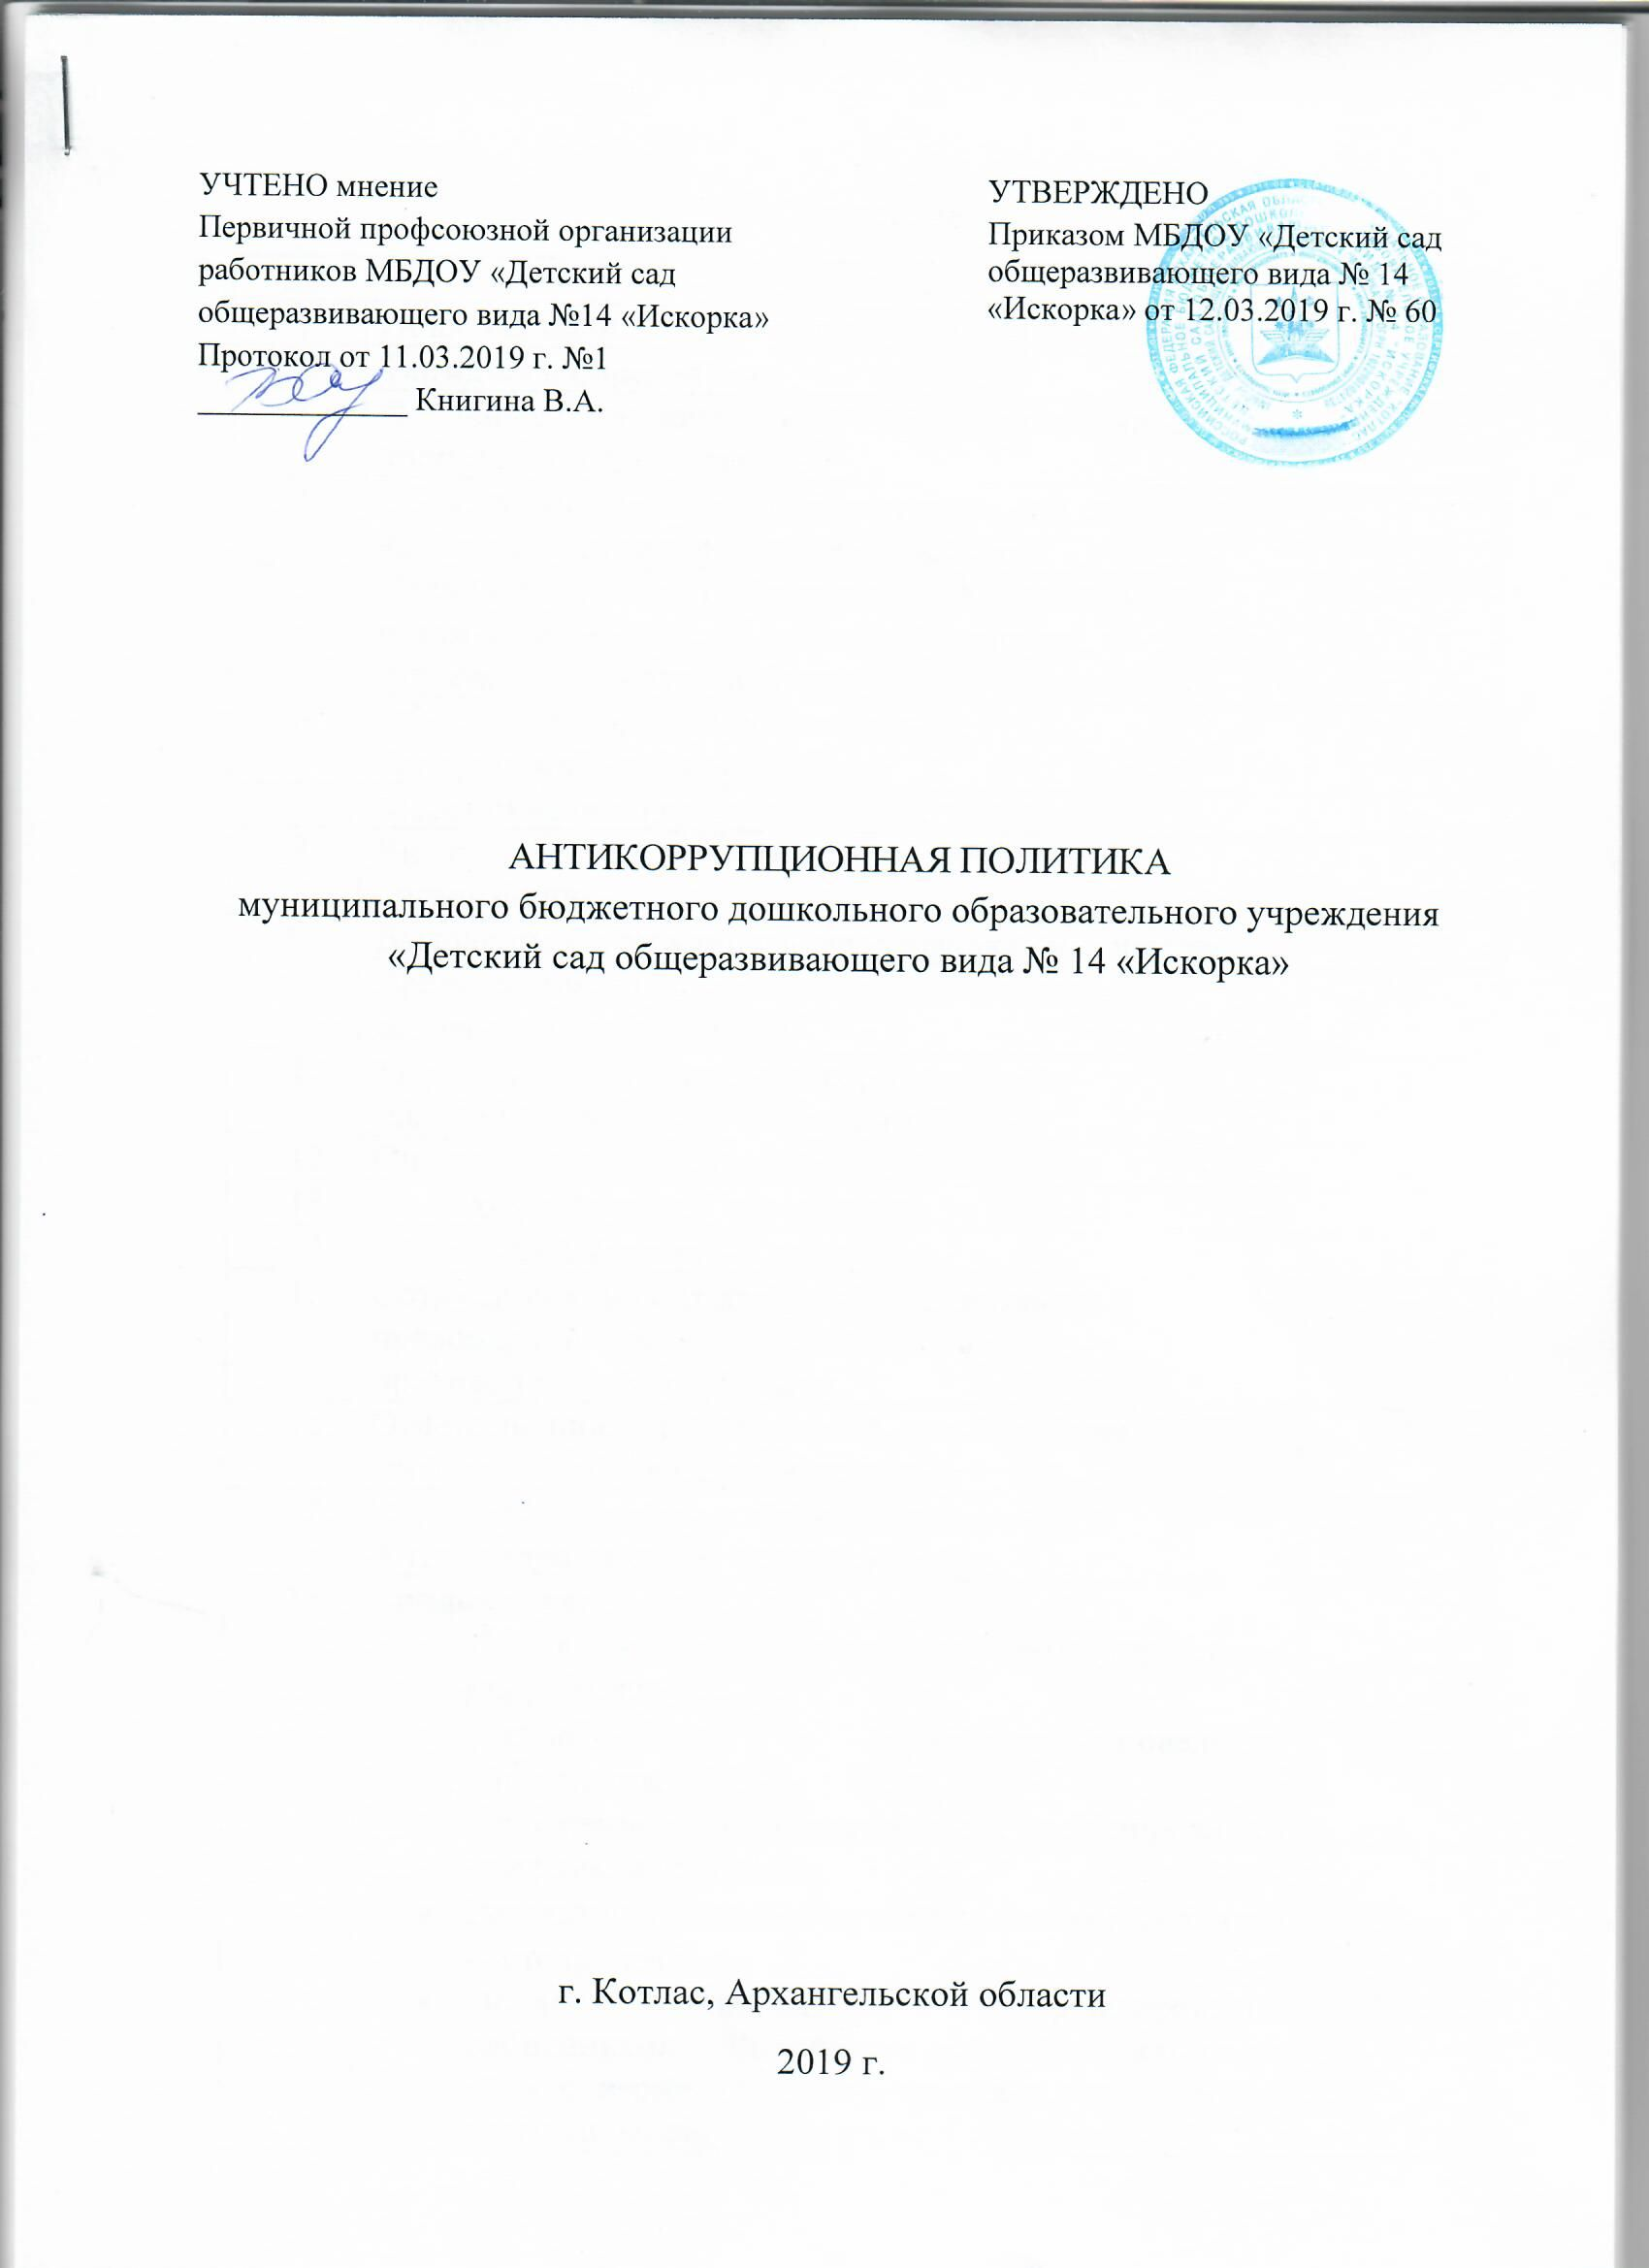 УЧТЕНО мнение
Первичной профсоюзной организации
работников МБДОУ «Детский сад
общеразвивающего вида №14 «Искорка»
Протокол от 11.03.2019 г. №1
_____________ Книгина В.А.
УТВЕРЖДЕНО
Приказом МБДОУ «Детский сад
общеразвивающего вида № 14
«Искорка» от 12.03.2019 г. № 60
АНТИКОРРУПЦИОННАЯ ПОЛИТИКА
муниципального бюджетного дошкольного образовательного учреждения
«Детский сад общеразвивающего вида № 14 «Искорка»
г. Котлас, Архангельской области
2019 г.